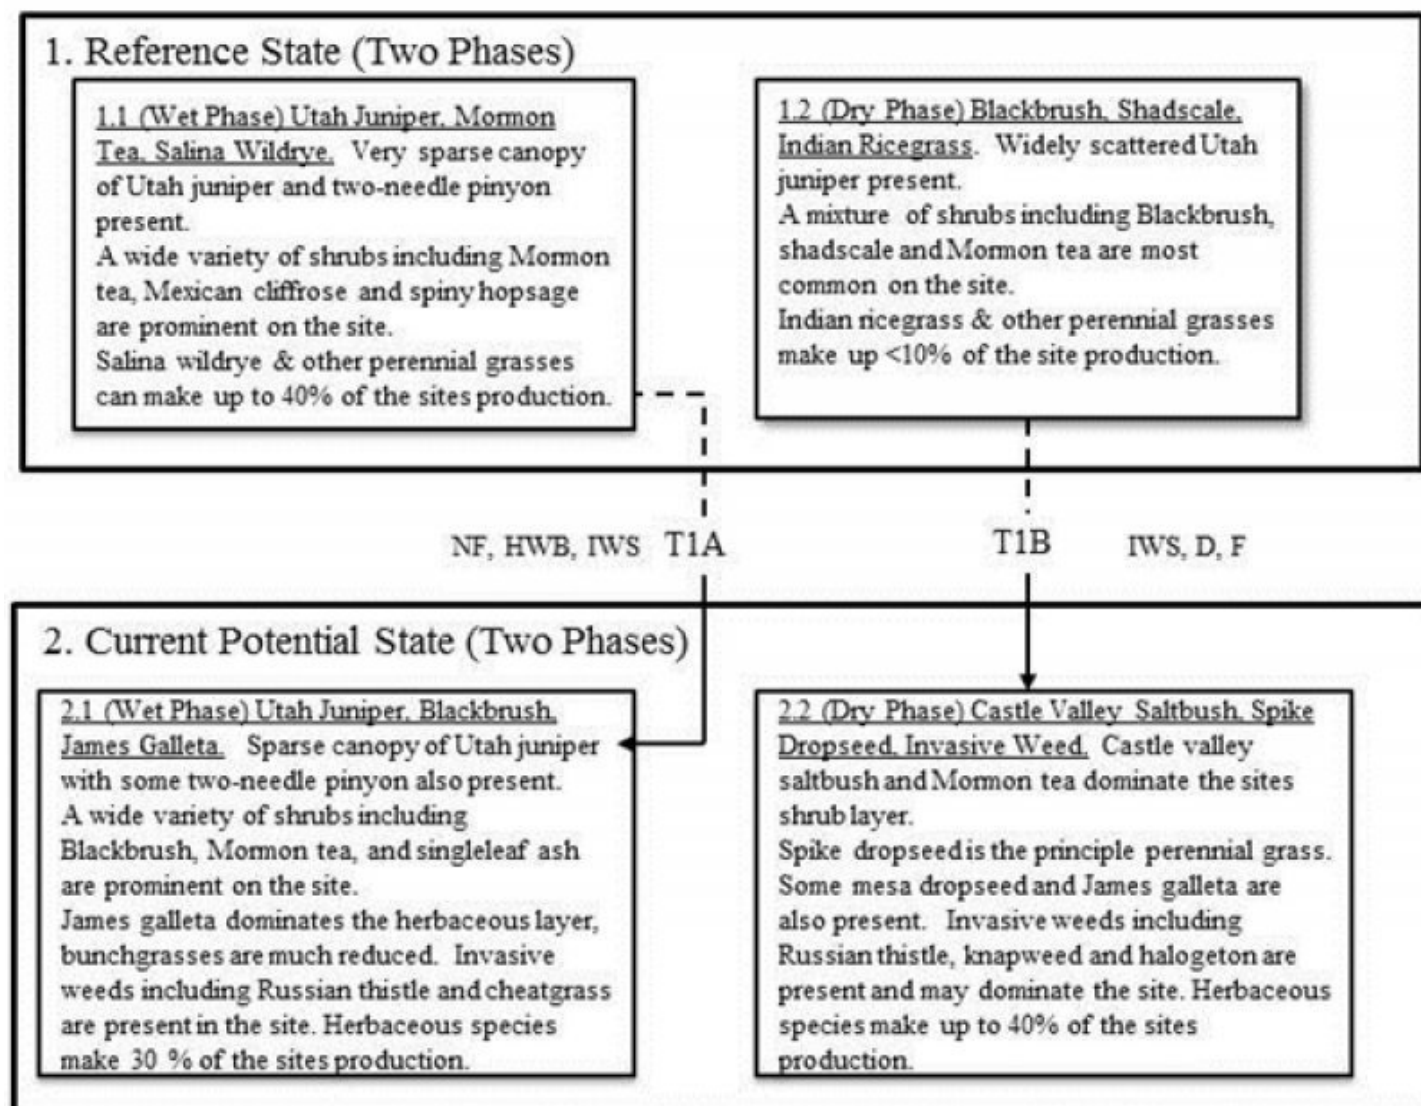 1. Reference State (Two Phases)
1.1 (Wet Phase) Utah Juniper, Mormon
Tea, Salina Wildrye. Very sparse canopy
of Utah juniper and two-needle pinyon
present.
A wide variety of shrubs including Mormon
tea, Mexican cliffrose and spiny hopsage
are prominent on the site.
Salina wildrye & other perennial grasses
can make up to 40% of the sites production.
1.2 (Dry Phase) Blackbrush, Shadscale,
Indian Ricegrass. Widely scattered Utah
juniper present.
A mixture of shrubs including Blackbrush,
shadscale and Mormon tea are most
common on the site.
Indian ricegrass & other perennial grasses
make up <10% of the site production.
NF, HWB, IWS T1A
T1B IWS, D, F
2. Current Potential State (Two Phases)
2.1 (Wet Phase) Utah Juniper, Blackbrush,
James Galleta. Sparse canopy of Utah juniper
with some two-needle pinyon also present.
A wide variety of shrubs including
Blackbrush, Mormon tea, and singleleaf ash
are prominent on the site.
James galleta dominates the herbaceous layer,
bunchgrasses are much reduced. Invasive
weeds including Russian thistle and cheatgrass
are present in the site. Herbaceous species
make 30 % of the sites production.
2.2 (Dry Phase) Castle Valley Saltbush, Spike
Dropseed, Invasive Weed. Castle valley
saltbush and Mormon tea dominate the sites
shrub layer.
Spike dropseed is the principle perennial grass.
Some mesa dropseed and James galleta are
also present. Invasive weeds including
Russian thistle, knapweed and halogeton are
present and may dominate the site. Herbaceous
species make up to 40% of the sites
production.